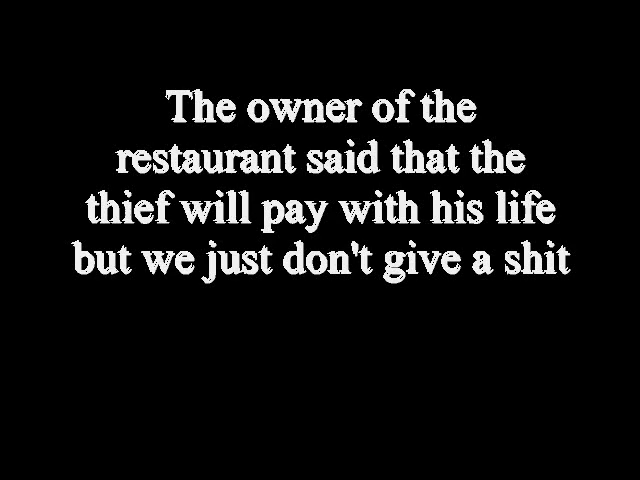 The owner of the
restaurant said that the
thief will pay with his life
but we just don't give a shit